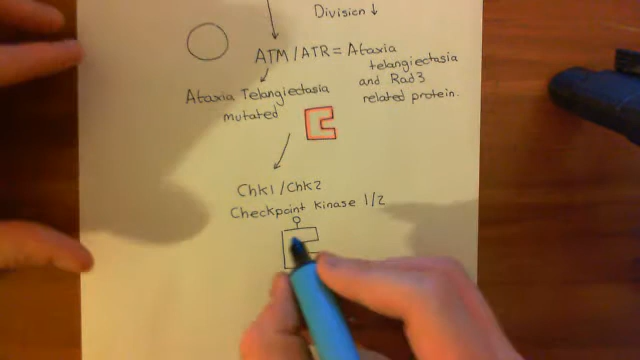 Division ↓
ATM/ATR = Ataxia
telangiectasia
and Rad3
related protein.
Ataxia Telangiectasia
mutated
Chk1/Chk2
Checkpoint kinase 1/2